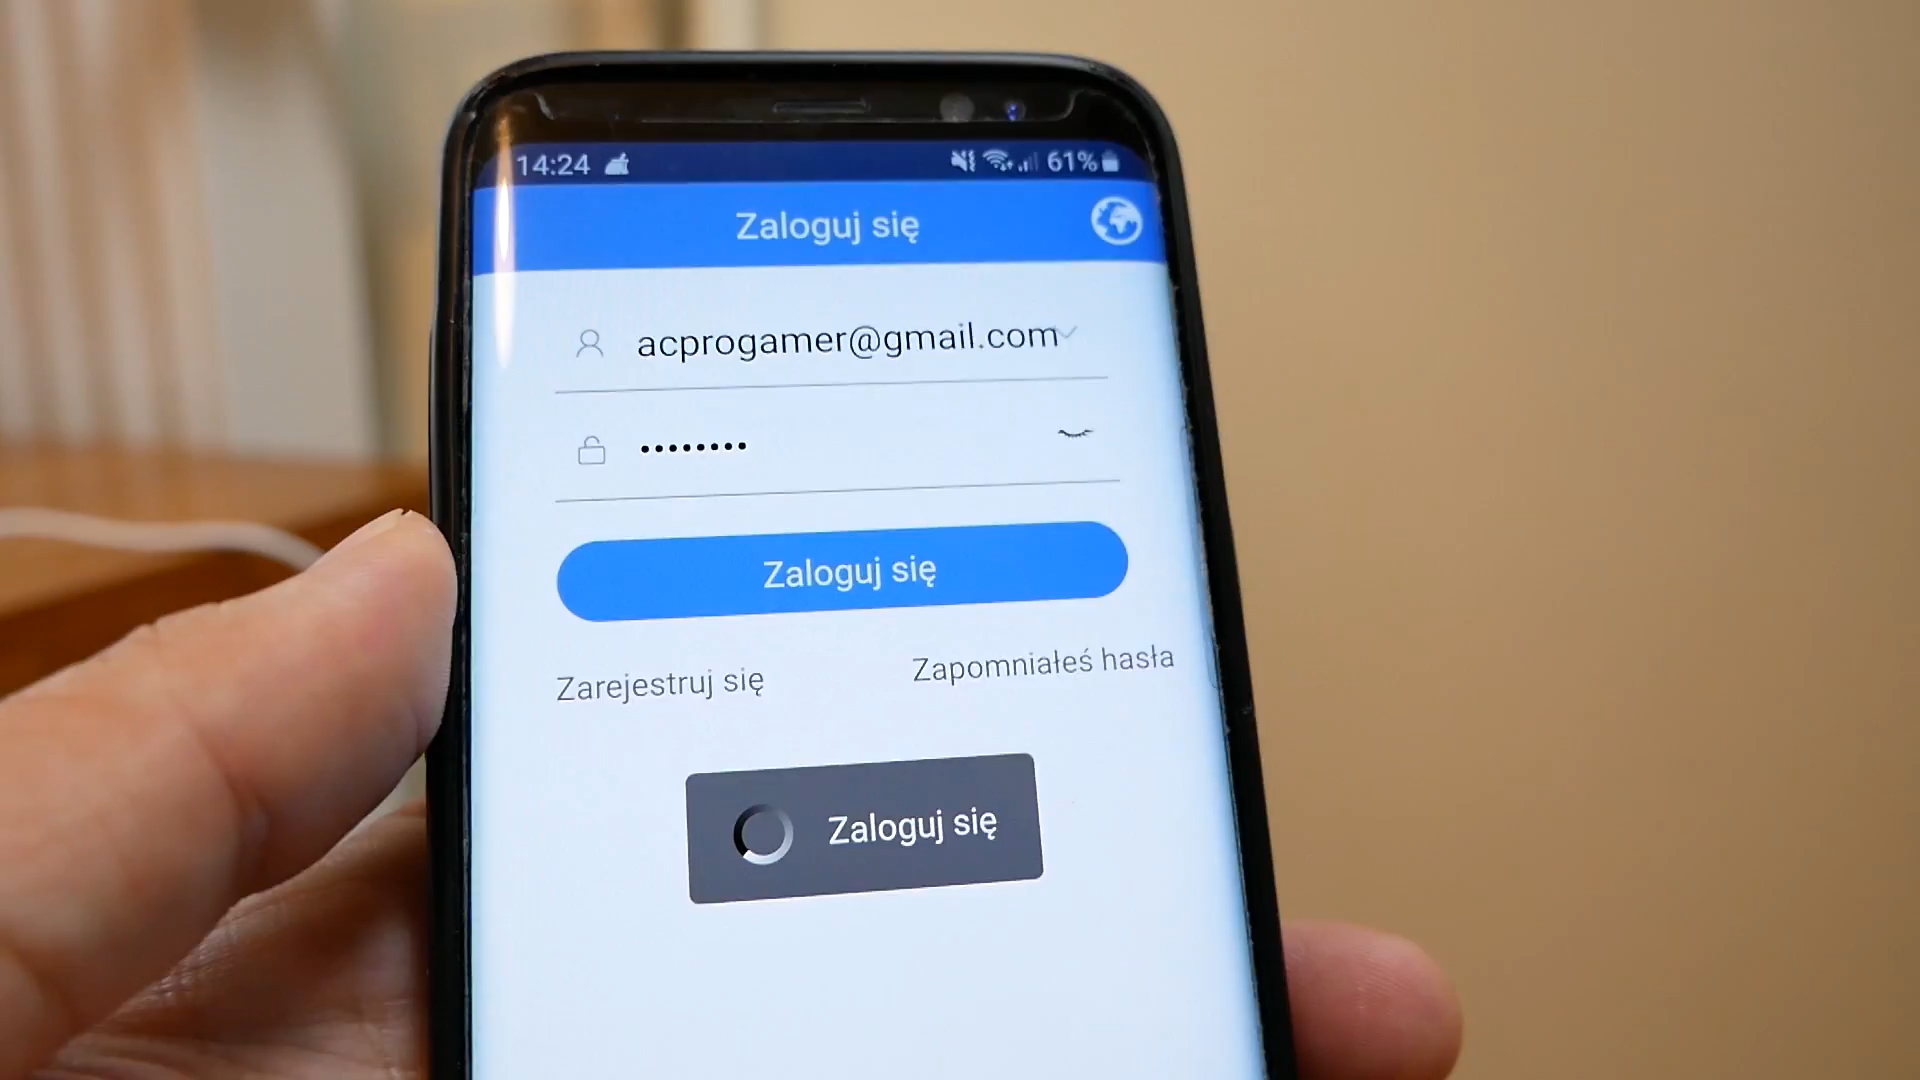 14:24
61%
Zaloguj się
acprogamer@gmail.com
••••••••
Zaloguj się
Zarejestruj się
Zapomniałeś hasła
Zaloguj się